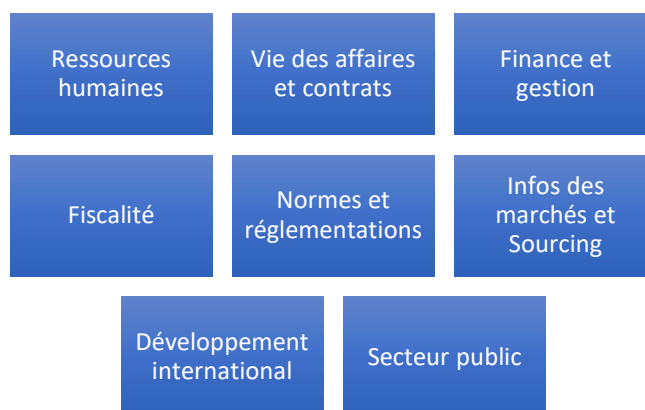 Ressources
humaines
Vie des affaires
et contrats
Finance et
gestion
Fiscalité
Normes et
réglementations
Infos des
marchés et
Sourcing
Développement
international
Secteur public